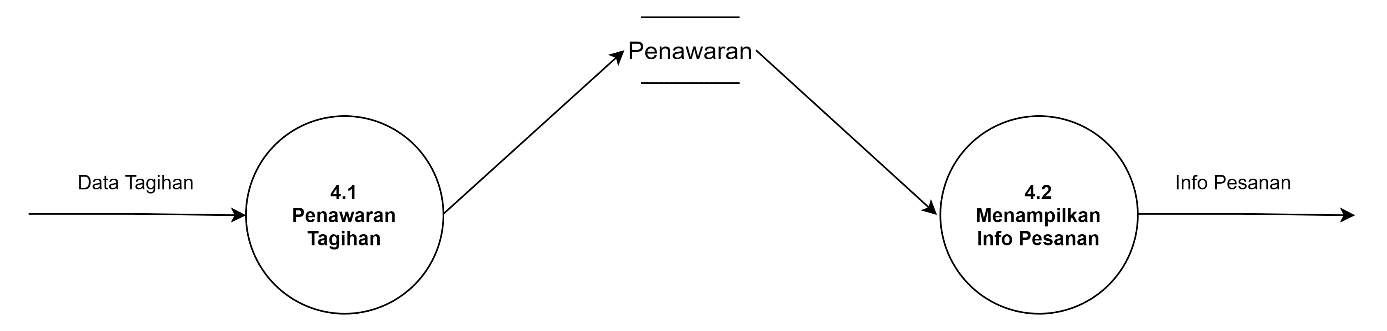 Penawaran
Data Tagihan
4.1
Penawaran
Tagihan
4.2
Menampilkan
Info Pesanan
Info Pesanan